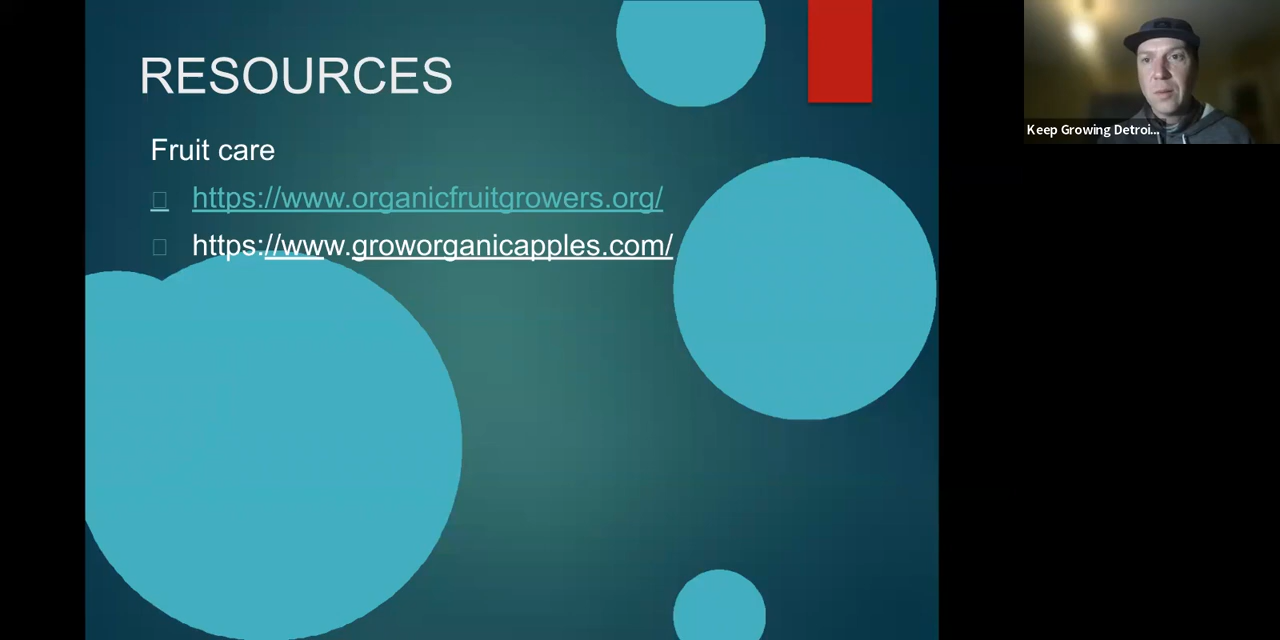 RESOURCES
Fruit care
https://www.organicfruitgrowers.org/
https://www.groworganicapples.com/
Keep Growing Detroi...